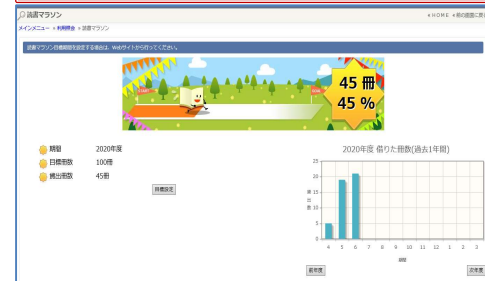 読書マラソン
HOME
メインメニュー » 利用照会 » 読書マラソン
読書マラソン目標期間を設定する場合は、Webサイトから行ってください。
45 冊
45 %
期間 2020年度
目標冊数 100冊
貸出冊数 45冊
目標設定
2020年度 借りた冊数(過去1年間)
25
20
15
10
5
0
貸出数
4 5 6 7 8 9 10 11 12 1 2 3
期間
前年度
次年度